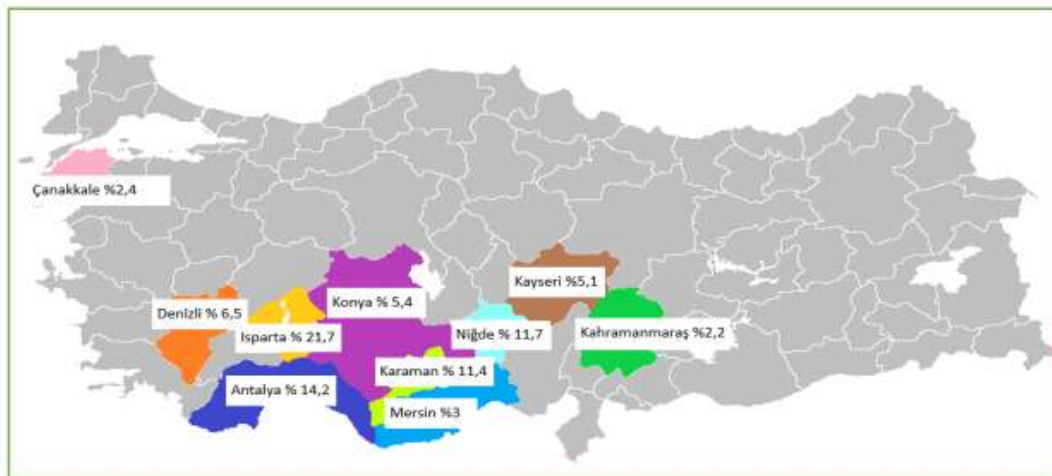 Çanakkale %2,4
Kayseri %5,1
Konya % 5,4
Denizli % 6,5
Isparta % 21,7
Niğde % 11,7
Kahramanmaraş %2,2
Karaman % 11,4
Antalya % 14,2
Mersin %3